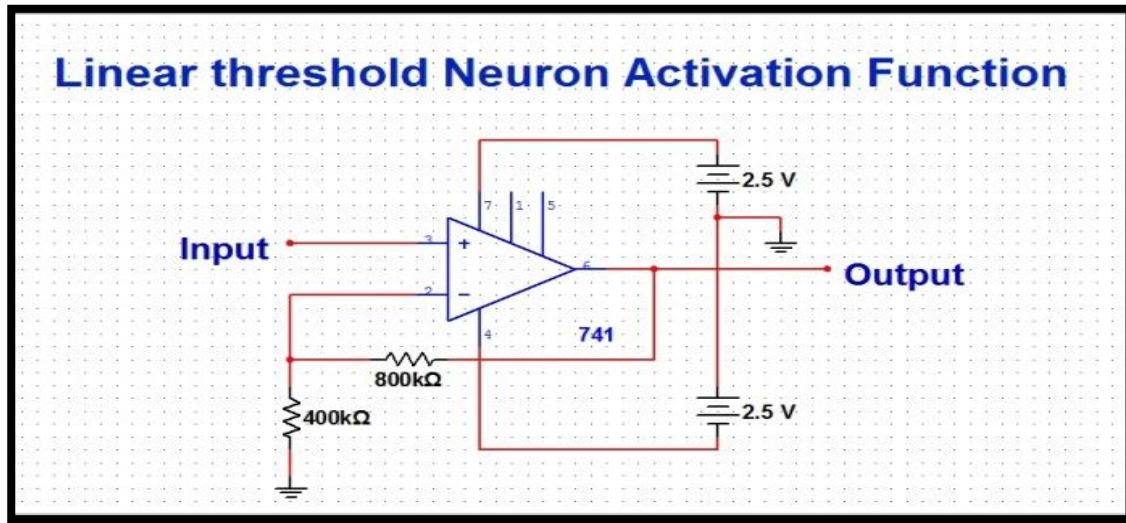 Linear threshold Neuron Activation Function
2.5 V
7 1 5
3 +
Input
6
Output
2 −
4
741
800kΩ
400kΩ
2.5 V